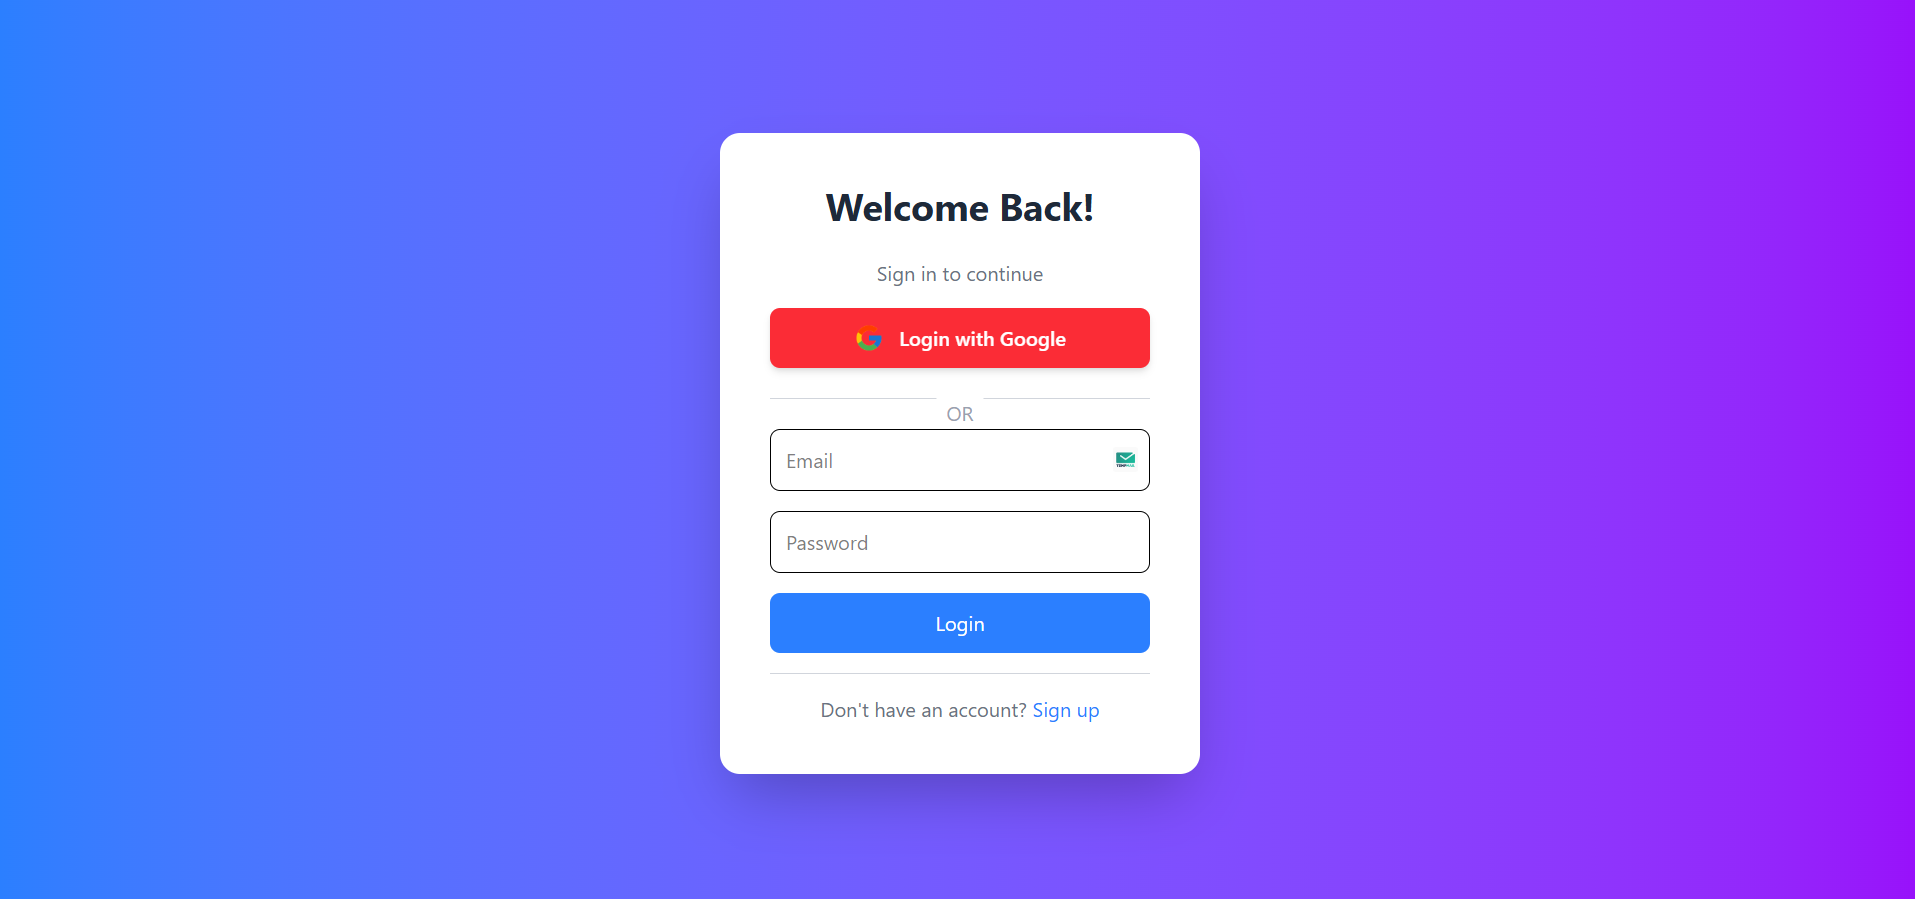 Welcome Back!
Sign in to continue
Login with Google
OR
Email
Password
Login
Don't have an account? Sign up